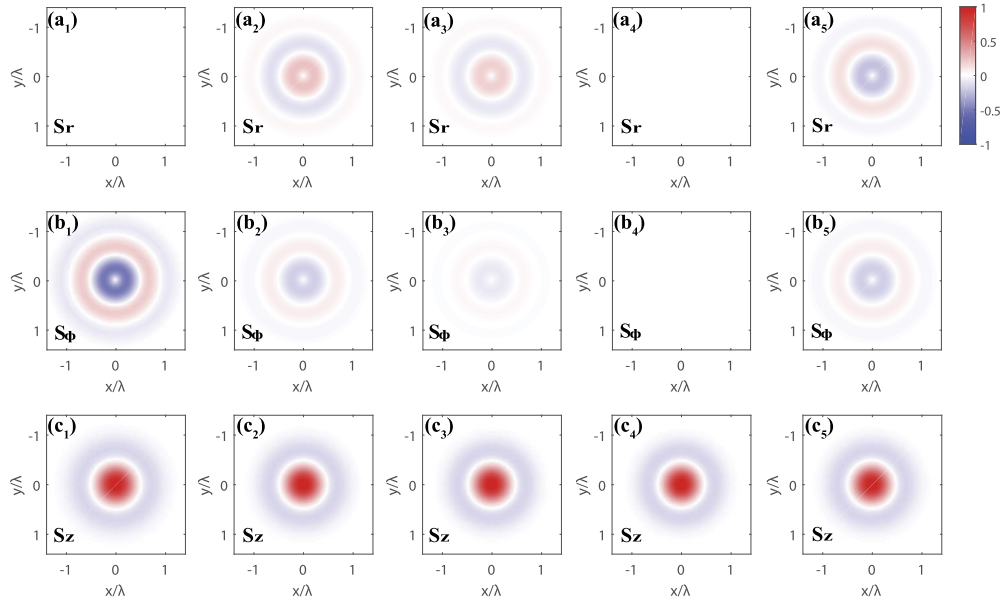 (a1) (a2) (a3) (a4) (a5)
-1 -1 -1 -1 -1 1
y/λ 0 y/λ 0 y/λ 0 y/λ 0 y/λ 0 0.5
1 1 1 1 1 0
Sr Sr Sr Sr Sr -0.5
-1 0 1 -1 0 1 -1 0 1 -1 0 1 -1 0 1 -1
x/λ x/λ x/λ x/λ x/λ
(b1) (b2) (b3) (b4) (b5)
-1 -1 -1 -1 -1
y/λ 0 y/λ 0 y/λ 0 y/λ 0 y/λ 0
1 1 1 1 1
Sφ Sφ Sφ Sφ Sφ
-1 0 1 -1 0 1 -1 0 1 -1 0 1 -1 0 1
x/λ x/λ x/λ x/λ x/λ
(c1) (c2) (c3) (c4) (c5)
-1 -1 -1 -1 -1
y/λ 0 y/λ 0 y/λ 0 y/λ 0 y/λ 0
1 1 1 1 1
Sz Sz Sz Sz Sz
-1 0 1 -1 0 1 -1 0 1 -1 0 1 -1 0 1
x/λ x/λ x/λ x/λ x/λ